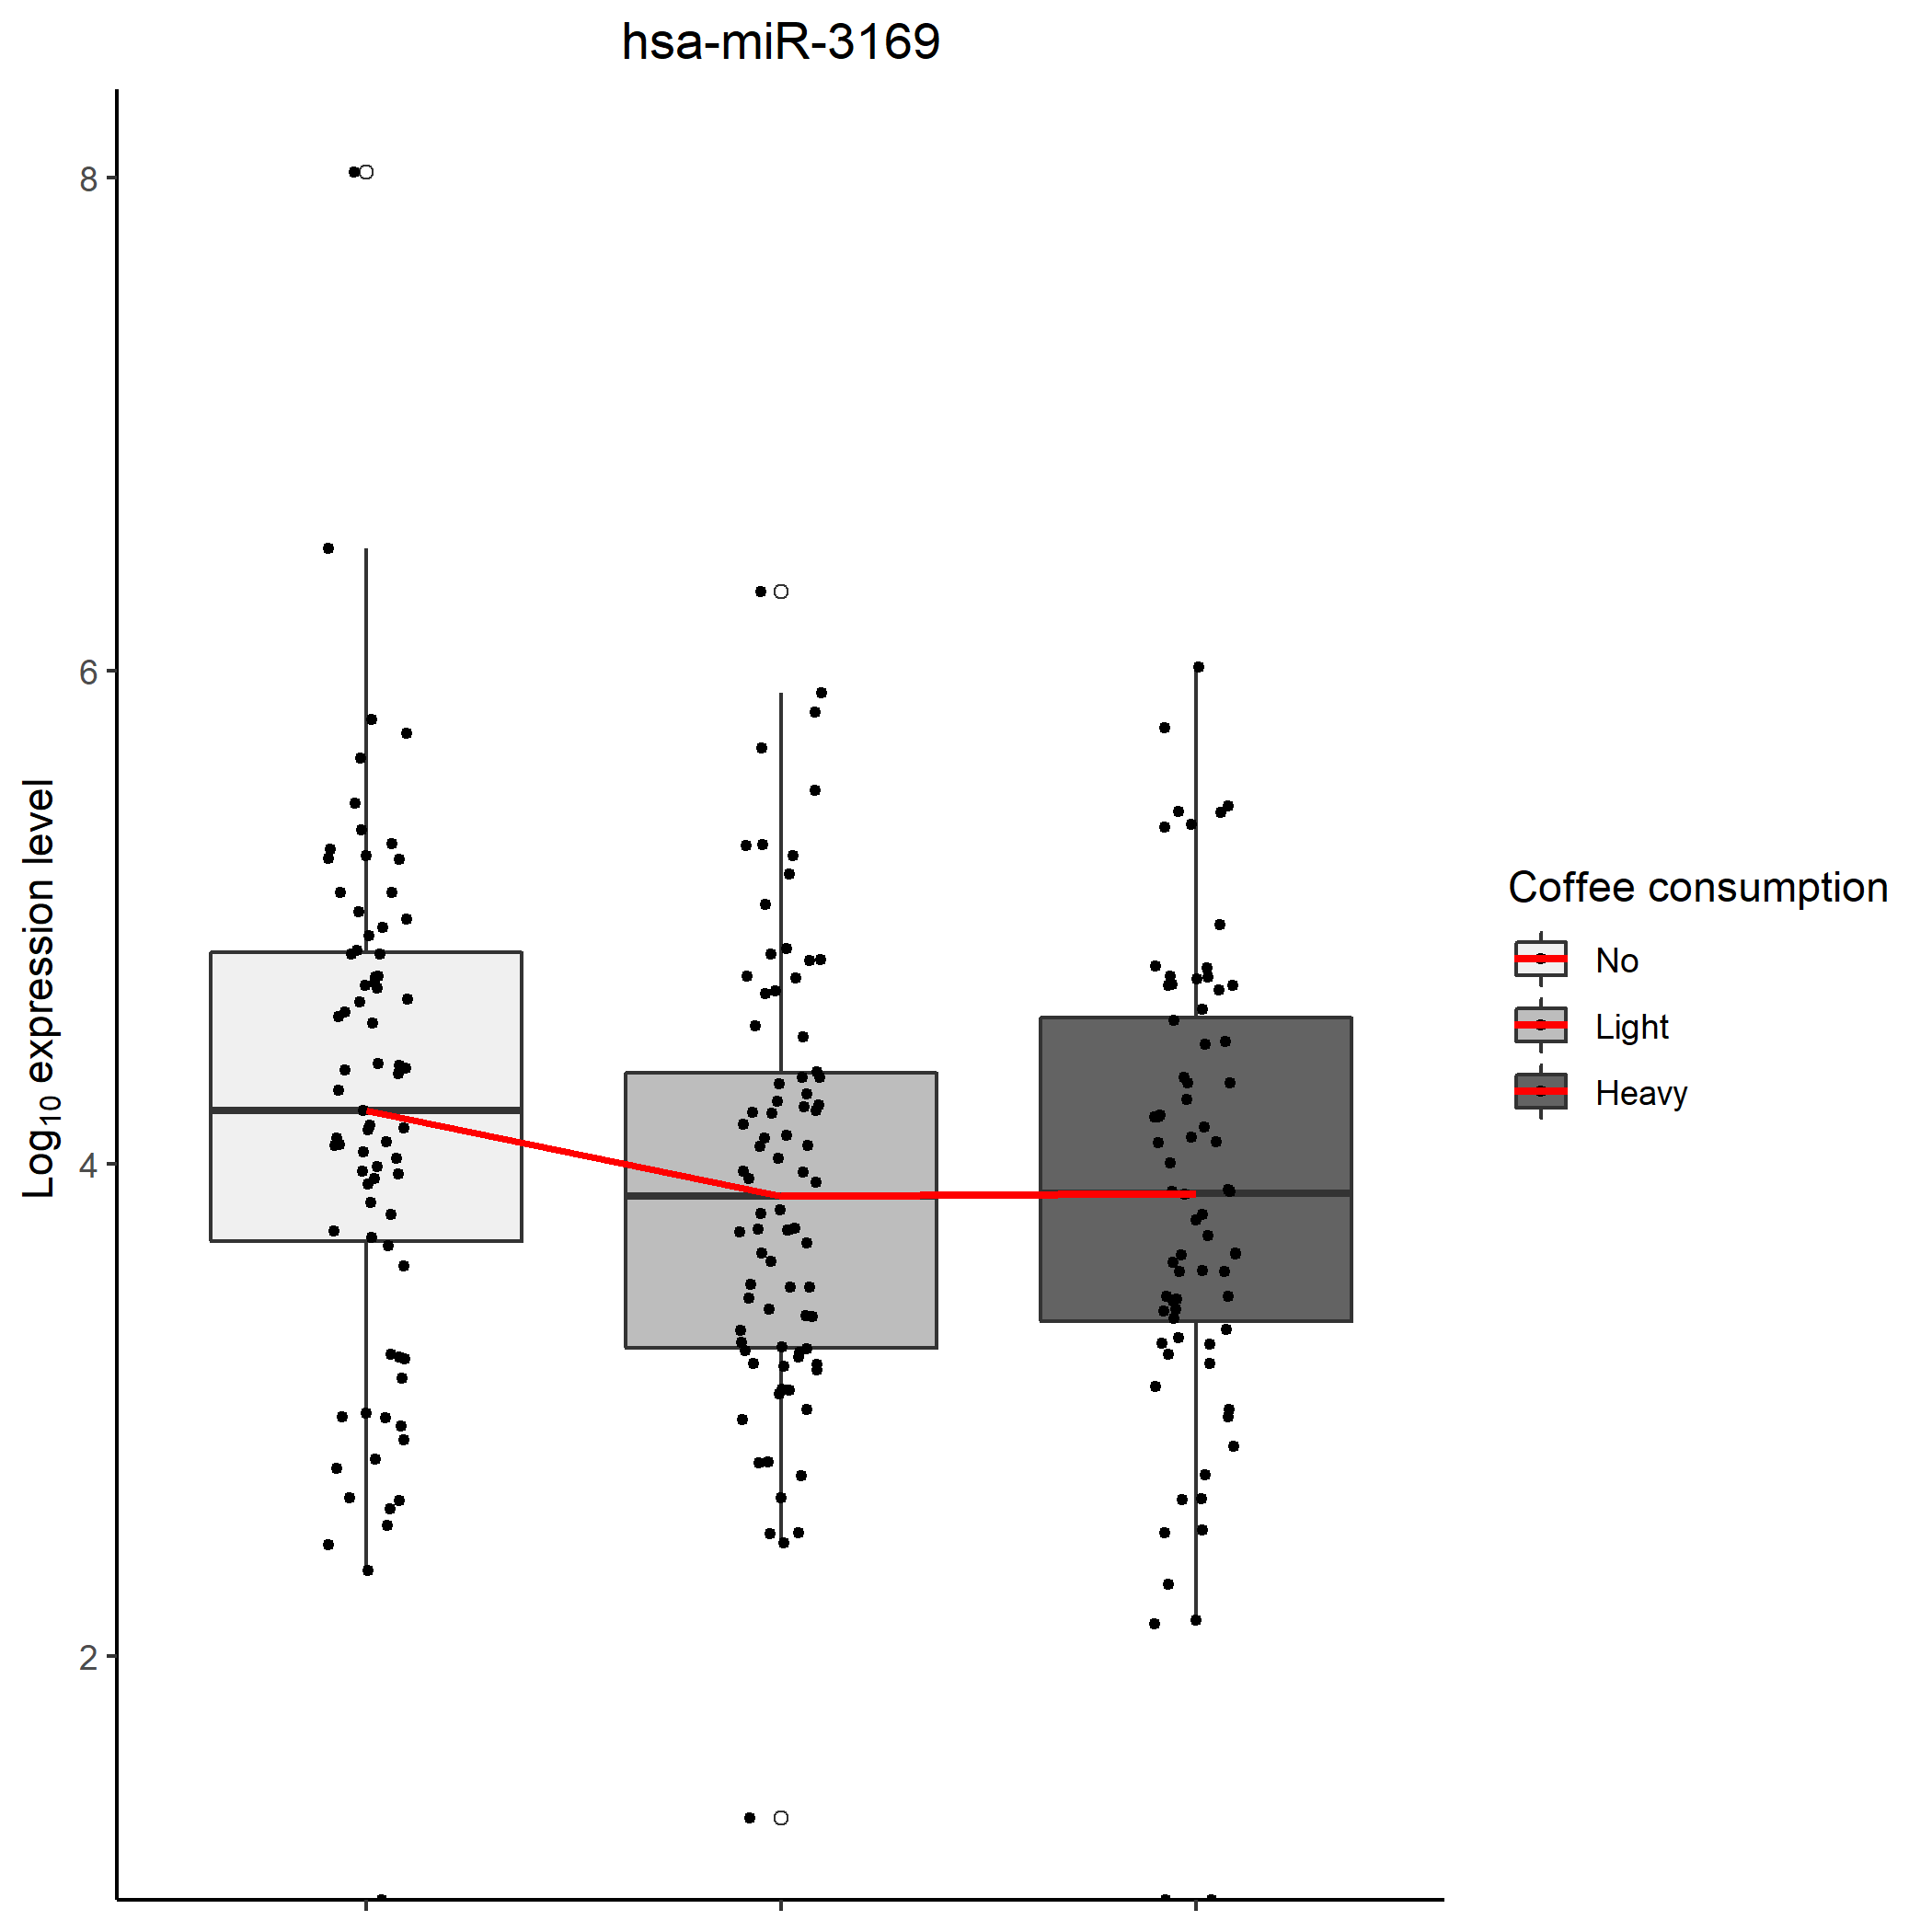 hsa-miR-3169
8
6
4
2
Log₁₀ expression level
Coffee consumption
No
Light
Heavy